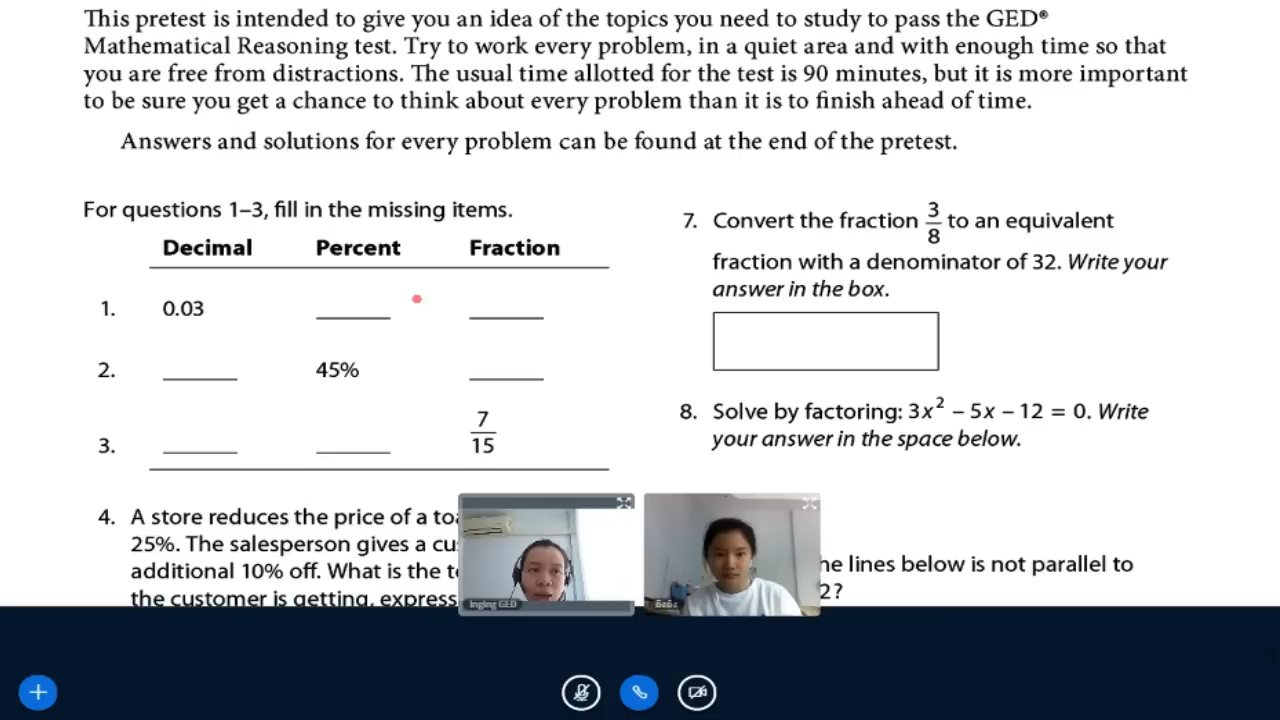 This pretest is intended to give you an idea of the topics you need to study to pass the GED®
Mathematical Reasoning test. Try to work every problem, in a quiet area and with enough time so that
you are free from distractions. The usual time allotted for the test is 90 minutes, but it is more important
to be sure you get a chance to think about every problem than it is to finish ahead of time.
Answers and solutions for every problem can be found at the end of the pretest.
For questions 1–3, fill in the missing items.
Decimal Percent Fraction
1. 0.03 ______ ______
2. ______ 45% ______
3. ______ ______ 7/15
4. A store reduces the price of a
25%. The salesperson gives a
additional 10% off. What is the
the customer is getting,
7. Convert the fraction 3/8 to an equivalent
fraction with a denominator of 32. Write your
answer in the box.
8. Solve by factoring: 3x² – 5x – 12 = 0. Write
your answer in the space below.
lines below is not parallel to
2?
Inging GED